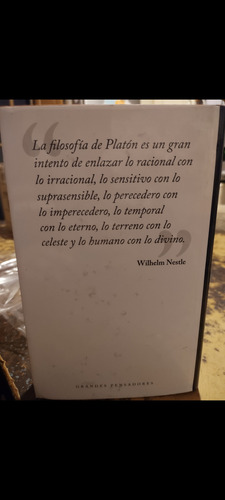 “
La filosofía de Platón es un gran
intento de enlazar lo racional con
lo irracional, lo sensitivo con lo
suprasensible, lo perecedero con
lo imperecedero, lo temporal
con lo eterno, lo terreno con lo
celeste y lo humano con lo divino.
”
Wilhelm Nestle
GRANDES PENSADORES